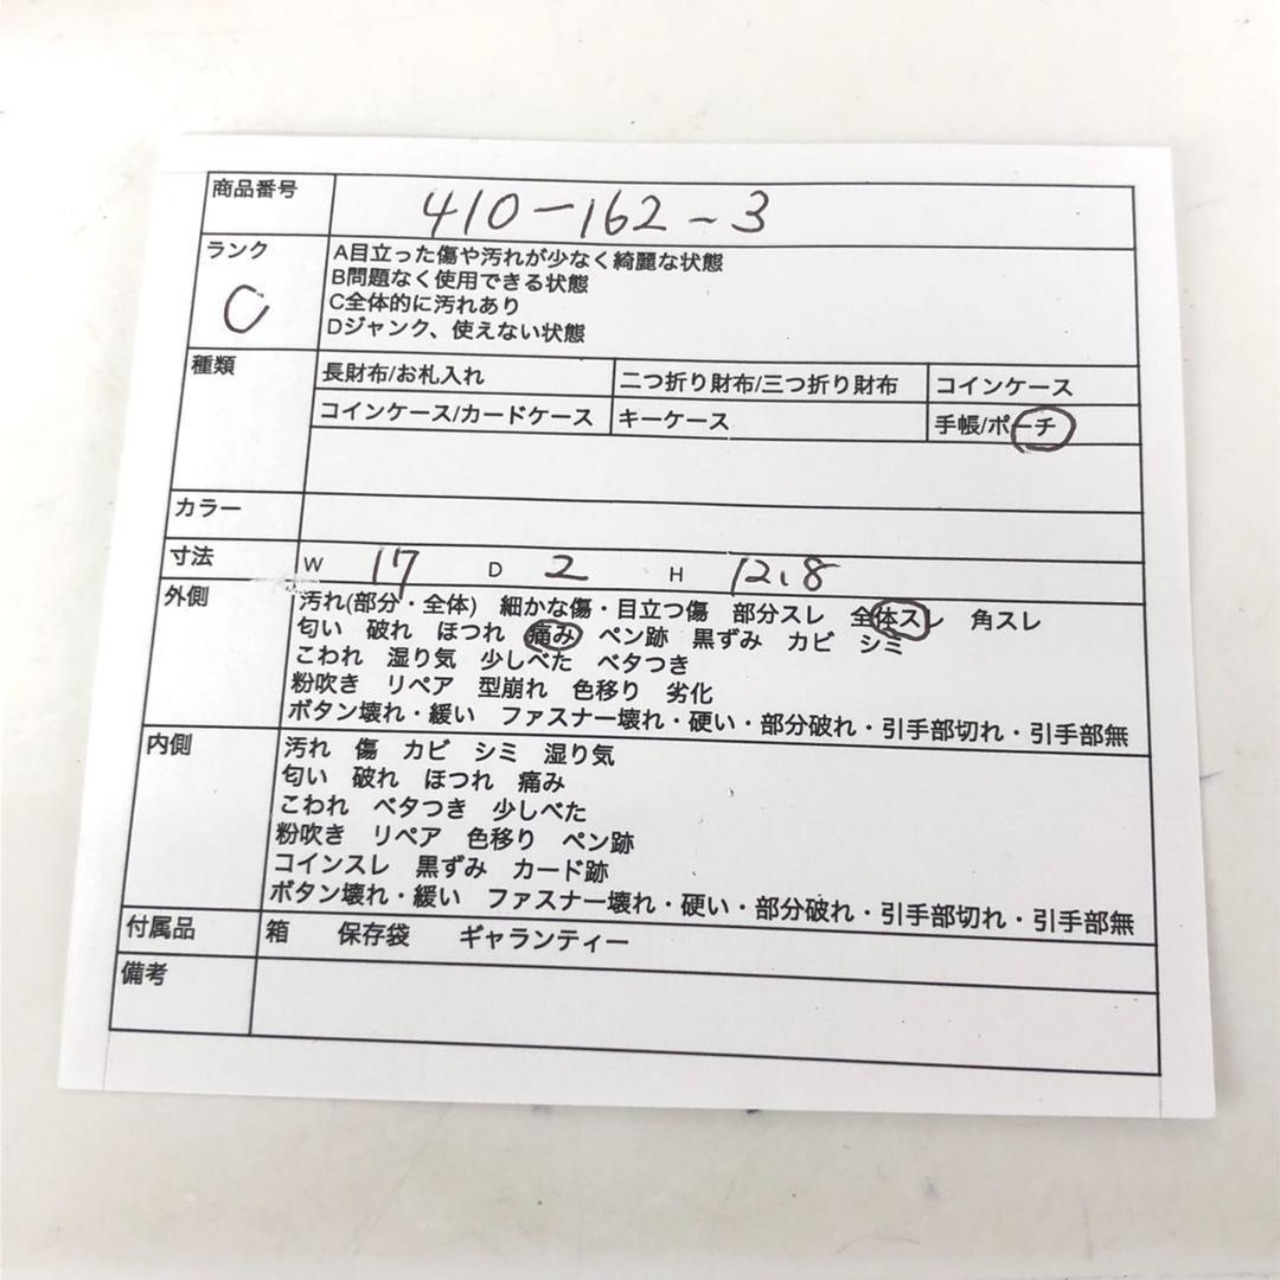 商品番号 410-162-3
ランク C
A目立った傷や汚れが少なく綺麗な状態
B問題なく使用できる状態
C全体的に汚れあり
Dジャンク、使えない状態
種類
長財布/お札入れ 二つ折り財布/三つ折り財布 コインケース
コインケース/カードケース キーケース 手帳/ポーチ
カラー
寸法 W 17 D 2 H 12.8
外側
汚れ(部分・全体) 細かな傷・目立つ傷 部分スレ 全体スレ 角スレ
匂い 破れ ほつれ 痛み ペン跡 黒ずみ カビ シミ
こわれ 湿り気 少しべた ベタつき
粉吹き リペア 型崩れ 色移り 劣化
ボタン壊れ・緩い ファスナー壊れ・硬い・部分破れ・引手部切れ・引手部無
内側
汚れ 傷 カビ シミ 湿り気
匂い 破れ ほつれ 痛み
こわれ ベタつき 少しべた
粉吹き リペア 色移り ペン跡
コインスレ 黒ずみ カード跡
ボタン壊れ・緩い ファスナー壊れ・硬い・部分破れ・引手部切れ・引手部無
付属品 箱 保存袋 ギャランティー
備考